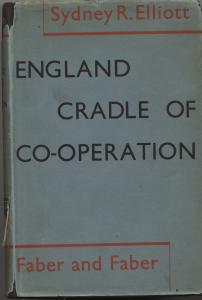 Sydney R. Elliott
ENGLAND
CRADLE OF
CO-OPERATION
Faber and Faber